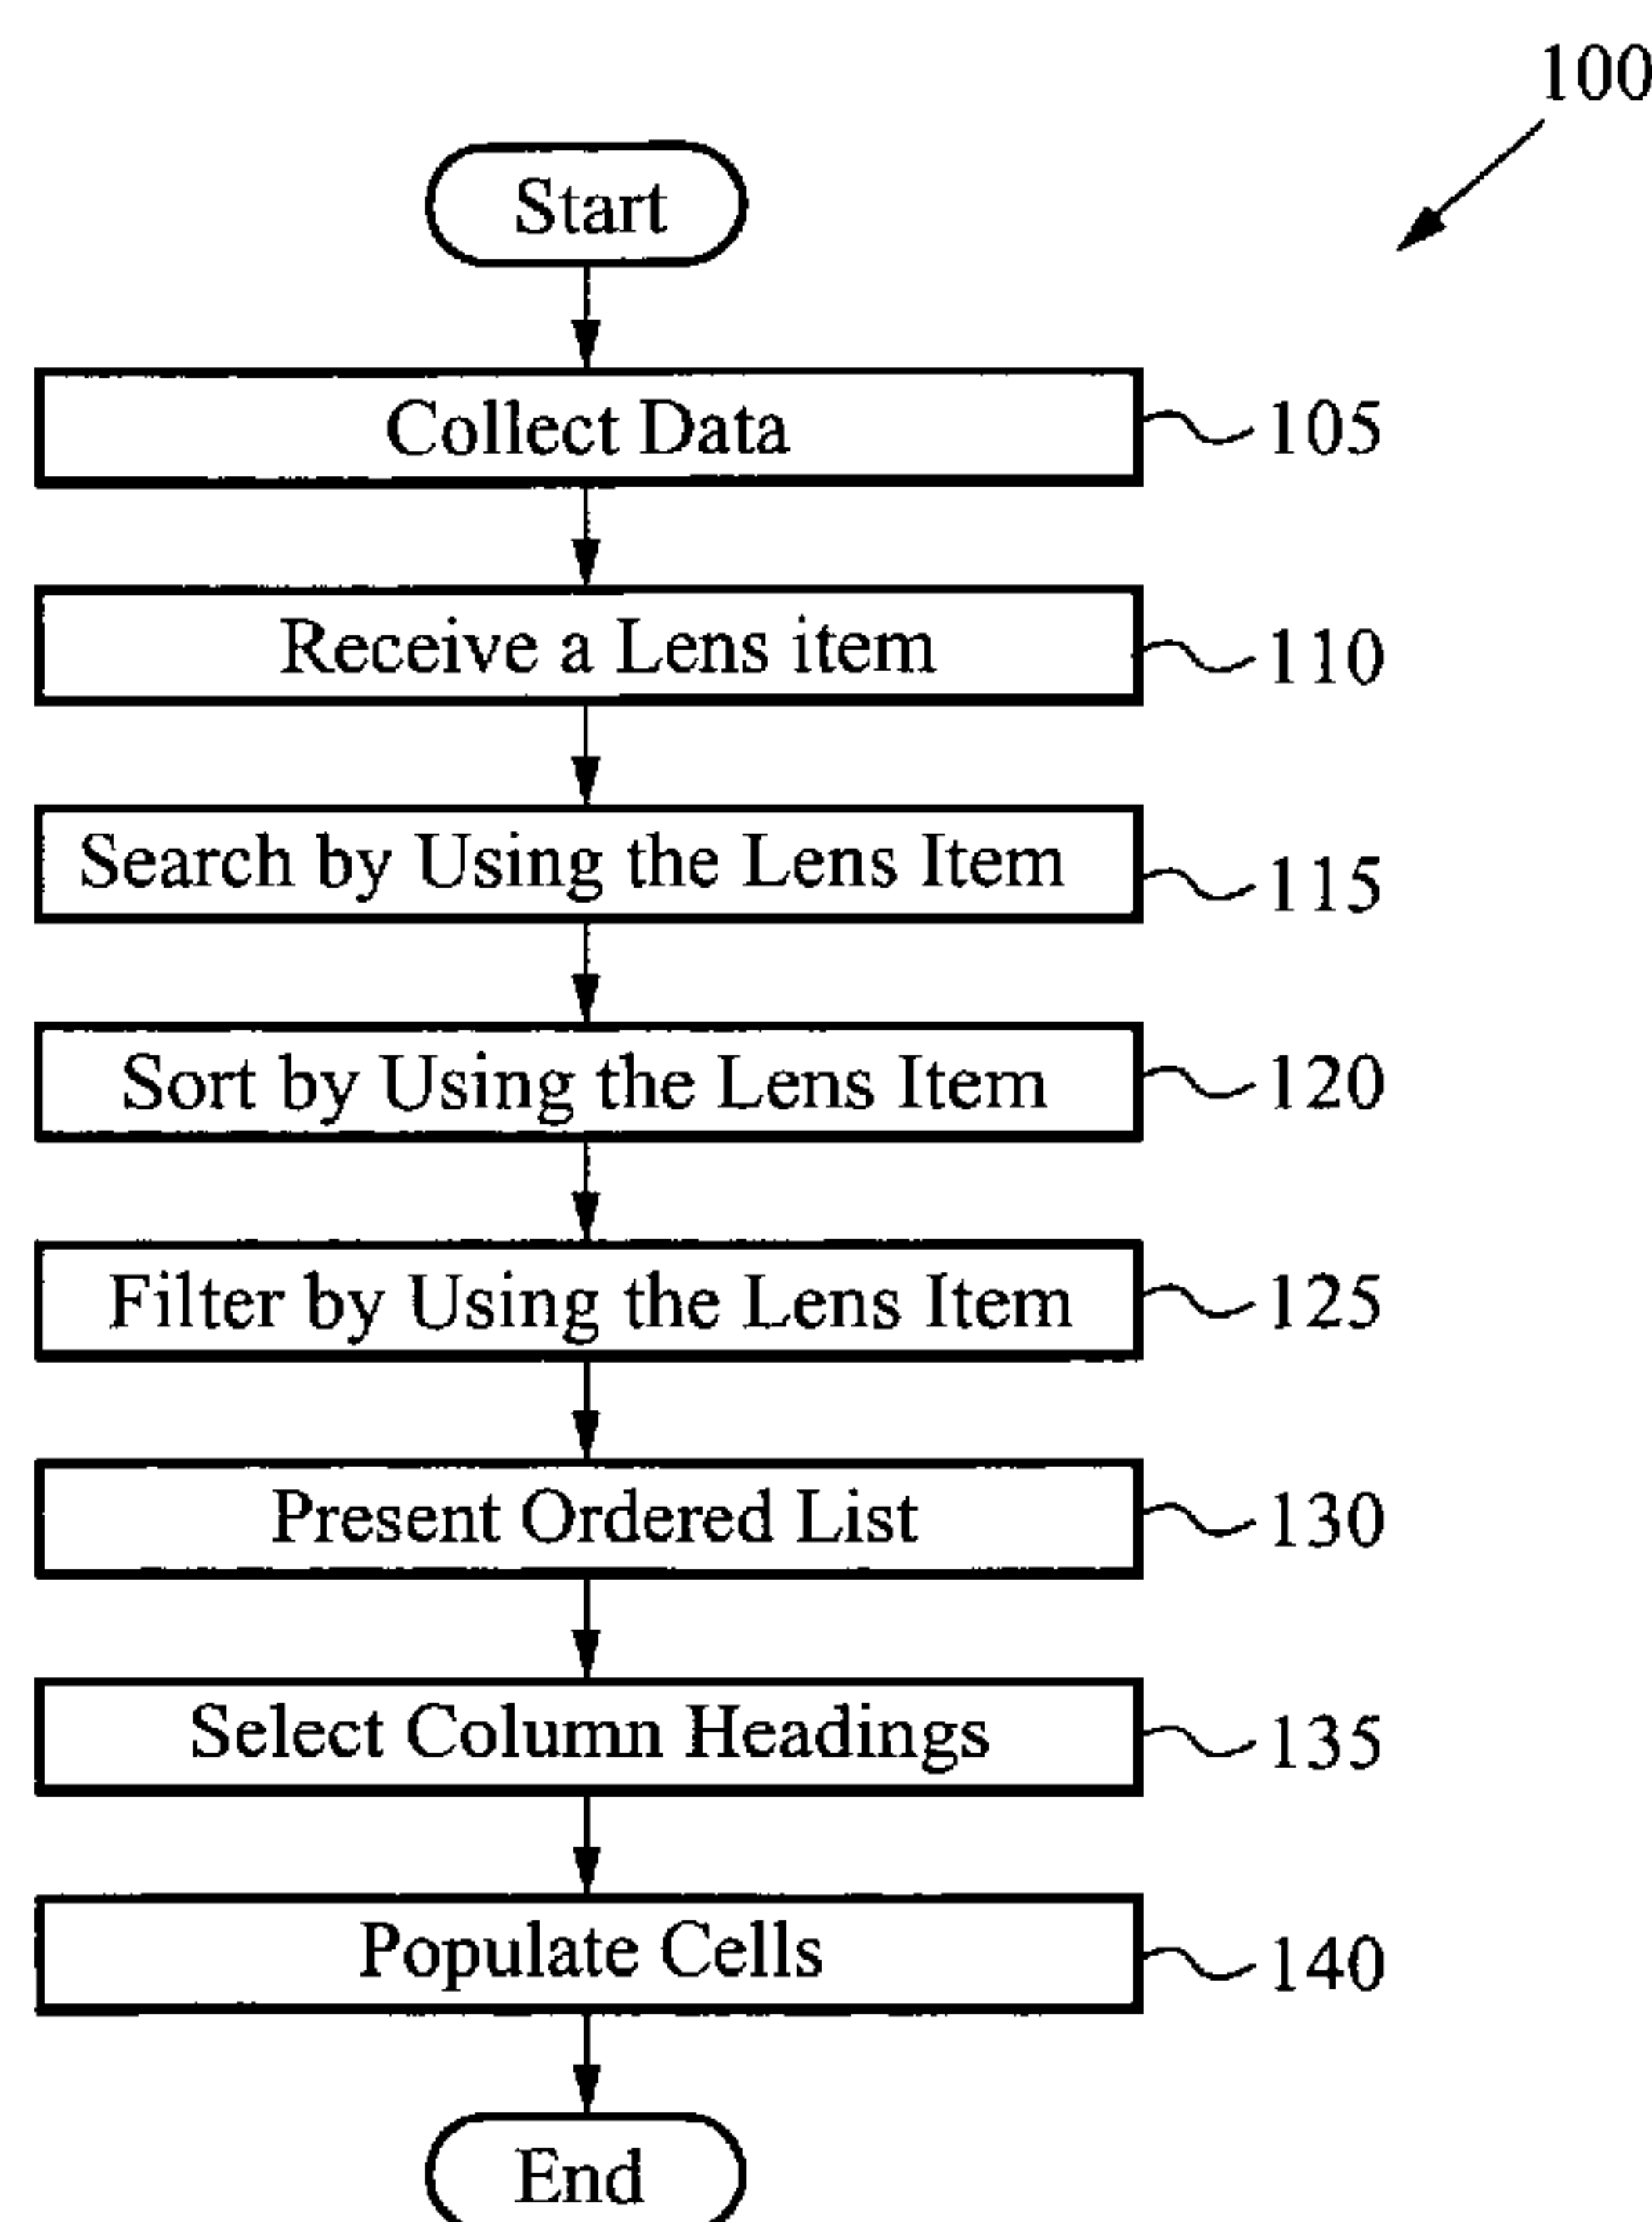 100
Start
Collect Data
105
Receive a Lens item
110
Search by Using the Lens Item
115
Sort by Using the Lens Item
120
Filter by Using the Lens Item
125
Present Ordered List
130
Select Column Headings
135
Populate Cells
140
End